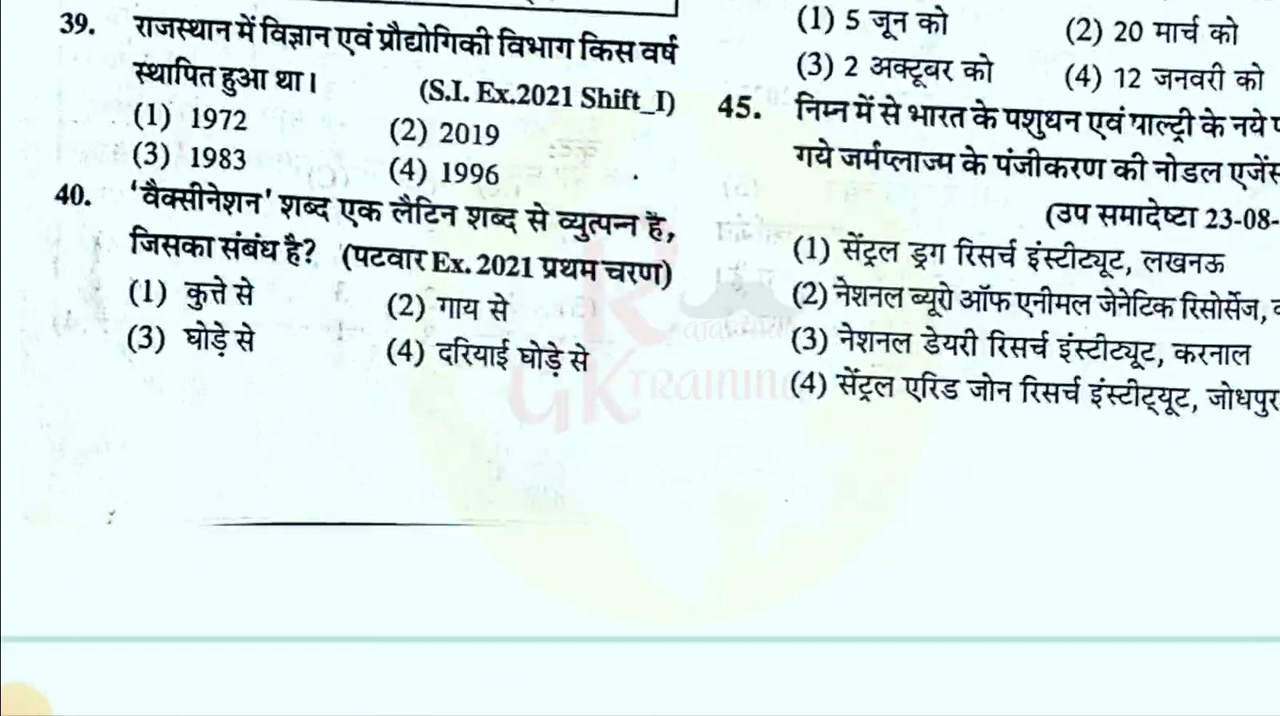 39. राजस्थान में विज्ञान एवं प्रौद्योगिकी विभाग किस वर्ष
स्थापित हुआ था।
(S.I. Ex.2021 Shift_I)
(1) 1972
(2) 2019
(3) 1983
(4) 1996
40. 'वैक्सीनेशन' शब्द एक लैटिन शब्द से व्युत्पन्न है,
जिसका संबंध है? (पटवार Ex. 2021 प्रथम चरण)
(1) कुत्ते से
(2) गाय से
(3) घोड़े से
(4) दरियाई घोड़े से
(1) 5 जून को
(2) 20 मार्च को
(3) 2 अक्टूबर को
(4) 12 जनवरी को
45. निम्न में से भारत के पशुधन एवं पाल्ट्री के नये
गये जर्मप्लाज्म के पंजीकरण की नोडल
(उप समादेष्टा 23-08-
(1) सेंट्रल ड्रग रिसर्च इंस्टीट्यूट, लखनऊ
(2) नेशनल ब्यूरो ऑफ एनीमल जेनेटिक रिसोर्सेज,
(3) नेशनल डेयरी रिसर्च इंस्टीट्यूट, करनाल
(4) सेंट्रल एरिड जोन रिसर्च इंस्टीट्यूट, जोधपुर
Rajasthan
GK Training